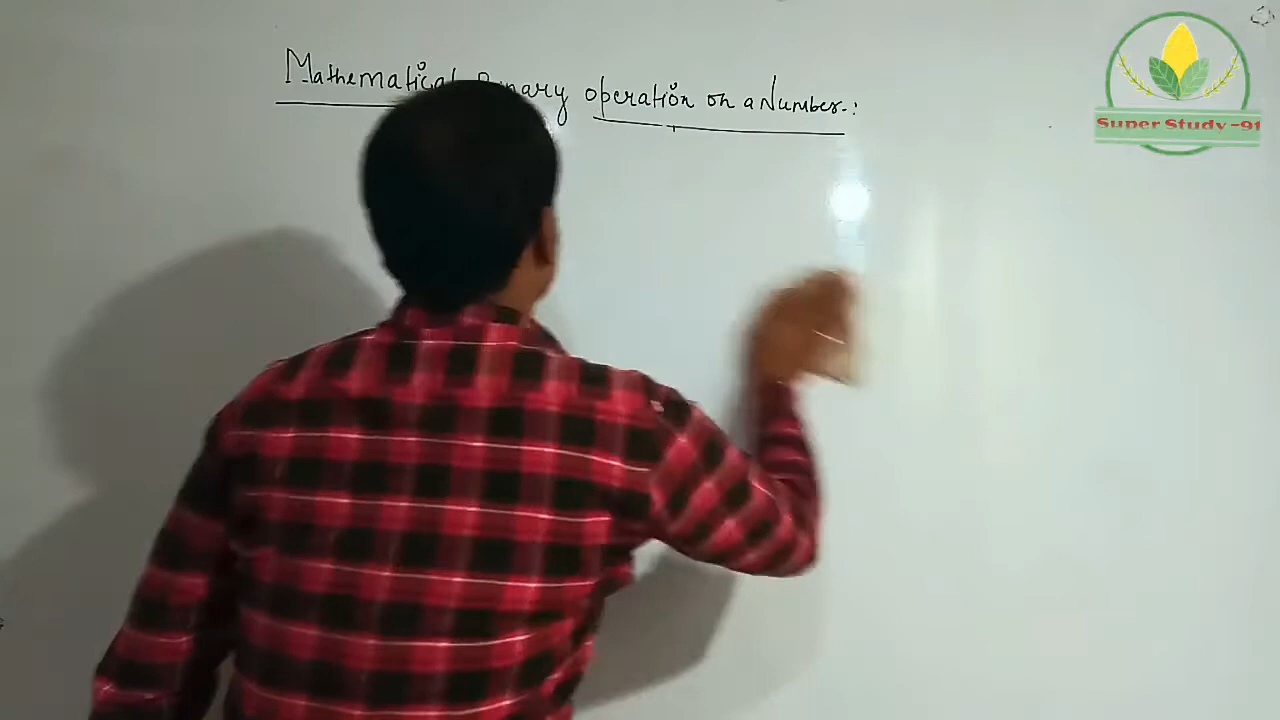 Mathematical Binary operation on a Number:
Super Study -91